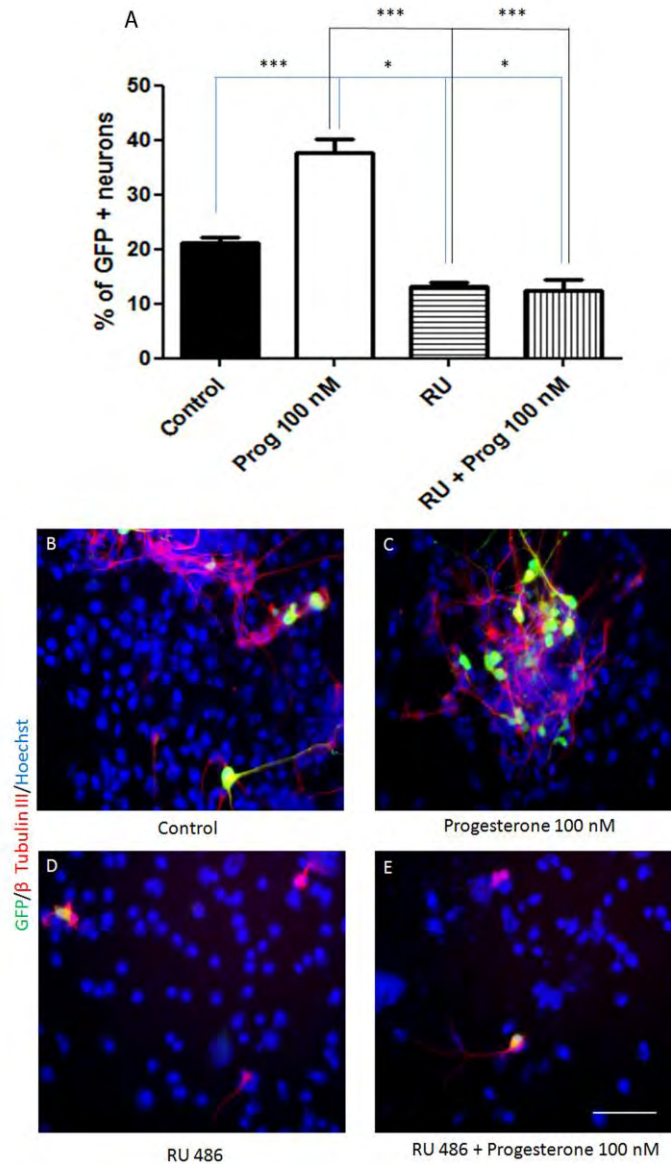 A
*** ***
*** * *
50
40
30
20
10
0
% of GFP + neurons
Control
Prog 100 nM
RU
RU + Prog 100 nM
GFP/β Tubulin III/Hoechst
B
C
Control
Progesterone 100 nM
D
E
RU 486
RU 486 + Progesterone 100 nM